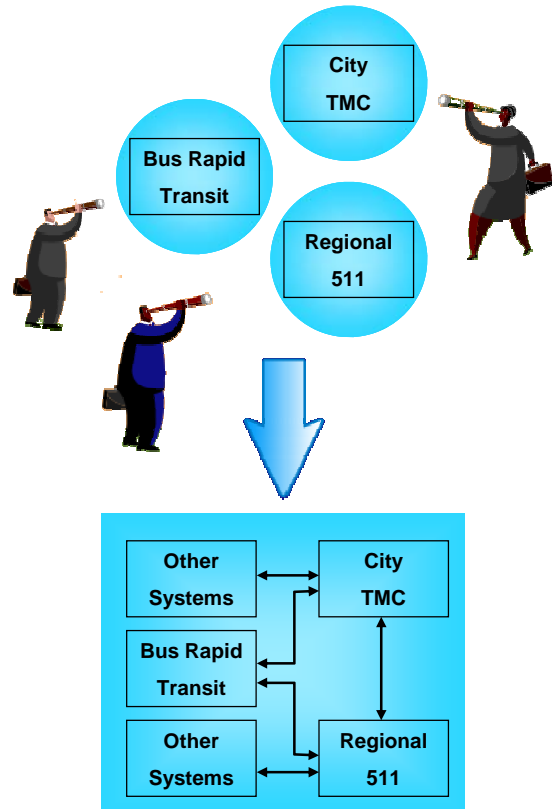 City
TMC
Bus Rapid
Transit
Regional
511
Other
Systems
City
TMC
Bus Rapid
Transit
Other
Systems
Regional
511